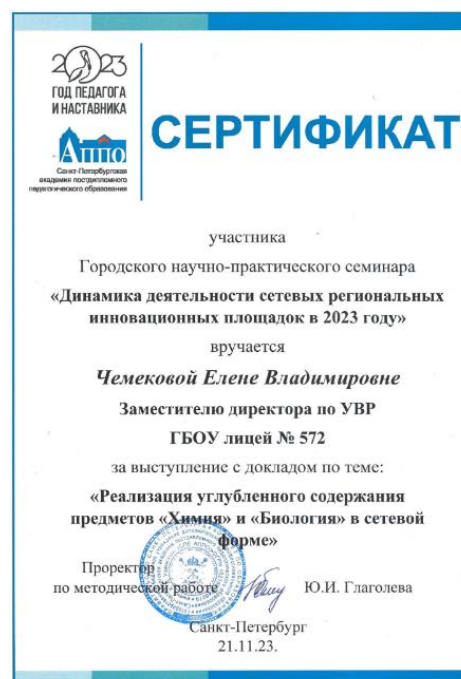 2023
ГОД ПЕДАГОГА
И НАСТАВНИКА
АППО
Санкт-Петербургская
академия постдипломного
педагогического образования
СЕРТИФИКАТ
участника
Городского научно-практического семинара
«Динамика деятельности сетевых региональных
инновационных площадок в 2023 году»
вручается
Чемековой Елене Владимировне
Заместителю директора по УВР
ГБОУ лицей № 572
за выступление с докладом по теме:
«Реализация углубленного содержания
предметов «Химия» и «Биология» в сетевой
форме»
Проректор
по методической работе Ю.И. Глаголева
Санкт-Петербург
21.11.23.